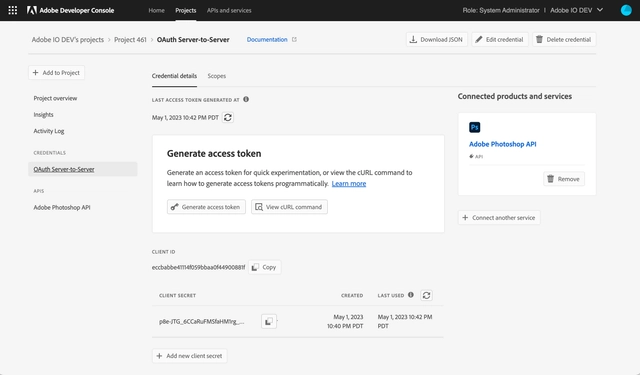 Adobe Developer Console
Home
Projects
APIs and services
Role: System Administrator
Adobe IO DEV
Adobe IO DEV's projects
Project 461
OAuth Server-to-Server
Documentation
Download JSON
Edit credential
Delete credential
Add to Project
Project overview
Insights
Activity Log
CREDENTIALS
OAuth Server-to-Server
APIS
Adobe Photoshop API
Credential details
Scopes
LAST ACCESS TOKEN GENERATED AT
May 1, 2023 10:42 PM PDT
Generate access token
Generate an access token for quick experimentation, or view the cURL command to
learn how to generate access tokens programmatically. Learn more
Generate access token
View cURL command
CLIENT ID
Copy
CLIENT SECRET
CREATED
LAST USED
May 1, 2023
10:40 PM PDT
May 1, 2023 10:42 PM
PDT
Add new client secret
Connected products and services
Ps
Adobe Photoshop API
API
Remove
Connect another service